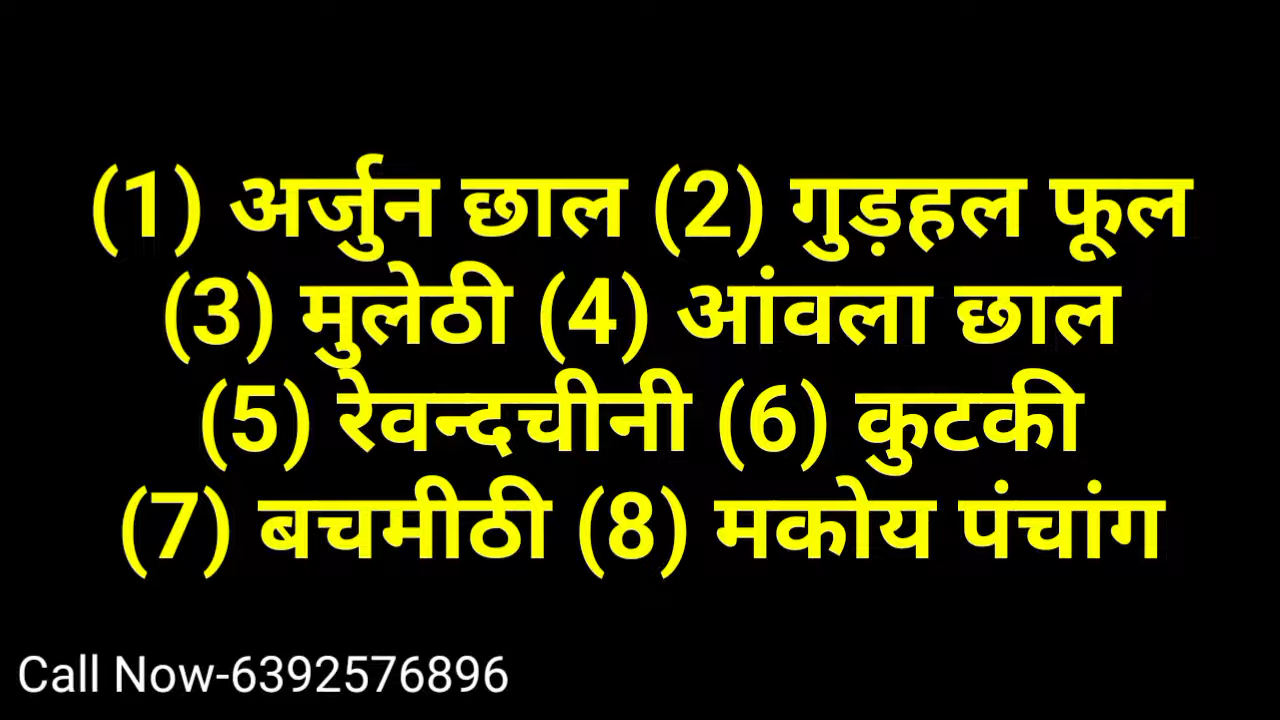 (1) अर्जुन छाल (2) गुड़हल फूल
(3) मुलेठी (4) आंवला छाल
(5) रेवन्दचीनी (6) कुटकी
(7) बचमीठी (8) मकोय पंचांग
Call Now-6392576896